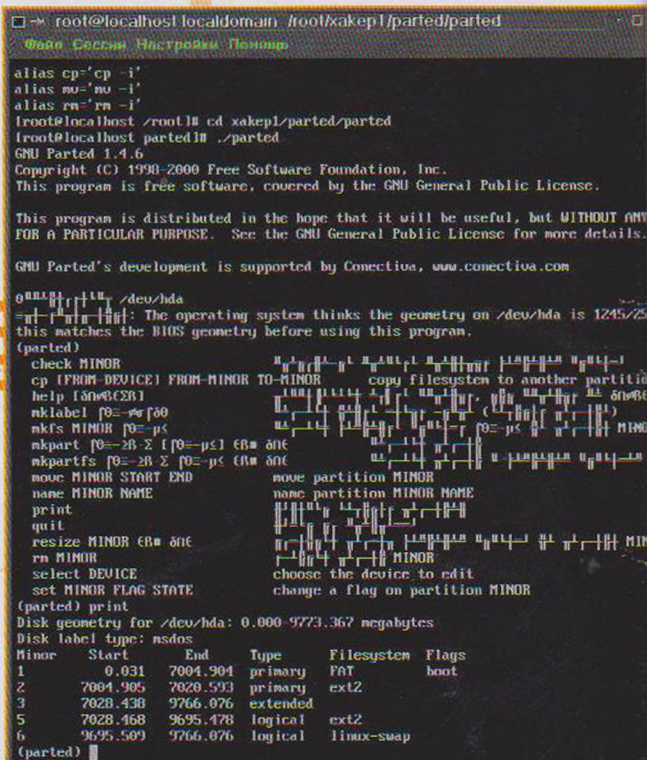 root@localhost.localdomain /root/xakep1/parted/parted
Файл Сессии Настройки Помощь
alias cp='cp -i'
alias mv='mv -i'
alias rm='rm -i'
[root@localhost /root]# cd xakep1/parted/parted
[root@localhost parted]# ./parted
GNU Parted 1.4.6
Copyright (C) 1998-2000 Free Software Foundation, Inc.
This program is free software, covered by the GNU General Public License.
This program is distributed in the hope that it will be useful, but WITHOUT ANY
FOR A PARTICULAR PURPOSE. See the GNU General Public License for more details.
GNU Parted's development is supported by Conectiva, www.conectiva.com
/dev/hda
: The operating system thinks the geometry on /dev/hda is 1245/25
this matches the BIOS geometry before using this program.
(parted)
check MINOR
cp [FROM-DEVICE] FROM-MINOR TO-MINOR copy filesystem to another partitio
help
mklabel
mkfs MINOR MINO
mkpart
mkpartfs
move MINOR START END move partition MINOR
name MINOR NAME name partition MINOR NAME
print
quit
resize MINOR MIN
rm MINOR MINOR
select DEVICE choose the device to edit
set MINOR FLAG STATE change a flag on partition MINOR
(parted) print
Disk geometry for /dev/hda: 0.000-9773.367 megabytes
Disk label type: msdos
Minor Start End Type Filesystem Flags
1 0.031 7004.904 primary FAT boot
2 7004.905 7020.593 primary ext2
3 7028.438 9766.076 extended
5 7028.468 9695.478 logical ext2
6 9695.509 9766.076 logical linux-swap
(parted)